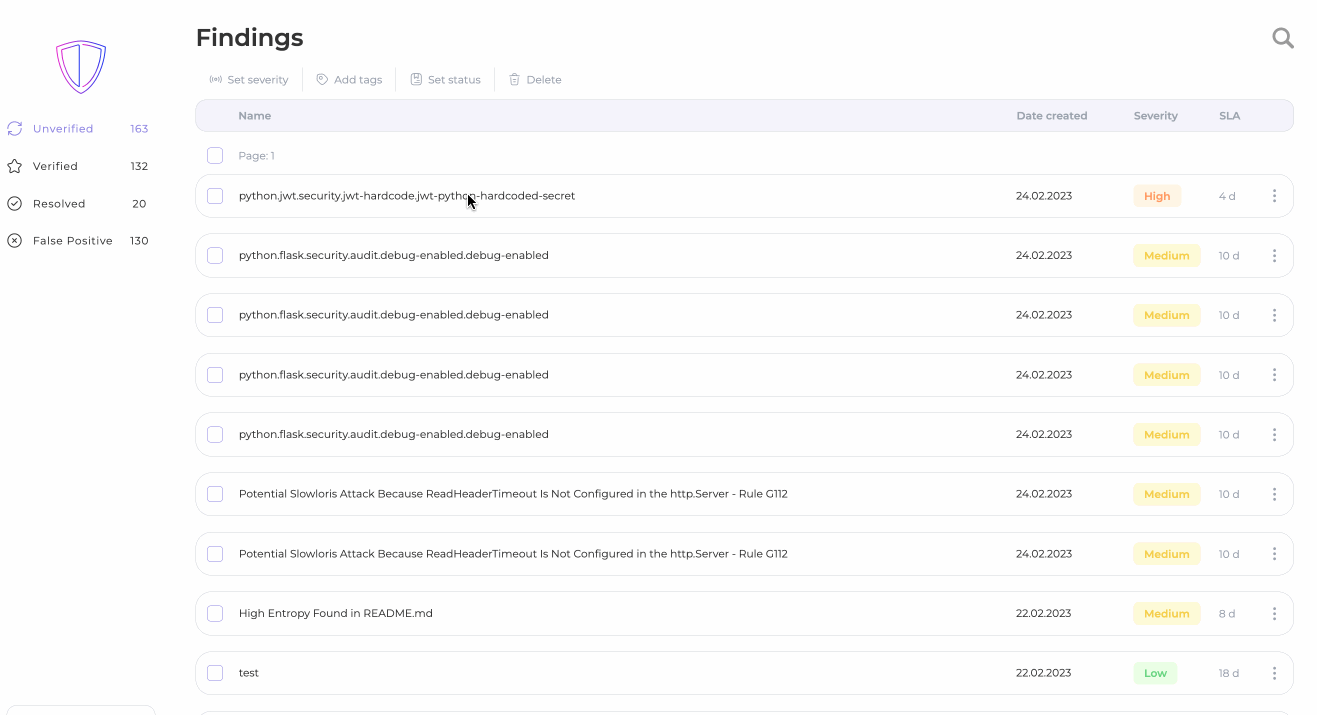 Findings
Set severity Add tags Set status Delete
Unverified 163
Verified 132
Resolved 20
False Positive 130
Name Date created Severity SLA
Page: 1
python.jwt.security.jwt-hardcode.jwt-python-hardcoded-secret 24.02.2023 High 4 d
python.flask.security.audit.debug-enabled.debug-enabled 24.02.2023 Medium 10 d
python.flask.security.audit.debug-enabled.debug-enabled 24.02.2023 Medium 10 d
python.flask.security.audit.debug-enabled.debug-enabled 24.02.2023 Medium 10 d
python.flask.security.audit.debug-enabled.debug-enabled 24.02.2023 Medium 10 d
Potential Slowloris Attack Because ReadHeaderTimeout Is Not Configured in the http.Server - Rule G112 24.02.2023 Medium 10 d
Potential Slowloris Attack Because ReadHeaderTimeout Is Not Configured in the http.Server - Rule G112 24.02.2023 Medium 10 d
High Entropy Found in README.md 22.02.2023 Medium 8 d
test 22.02.2023 Low 18 d